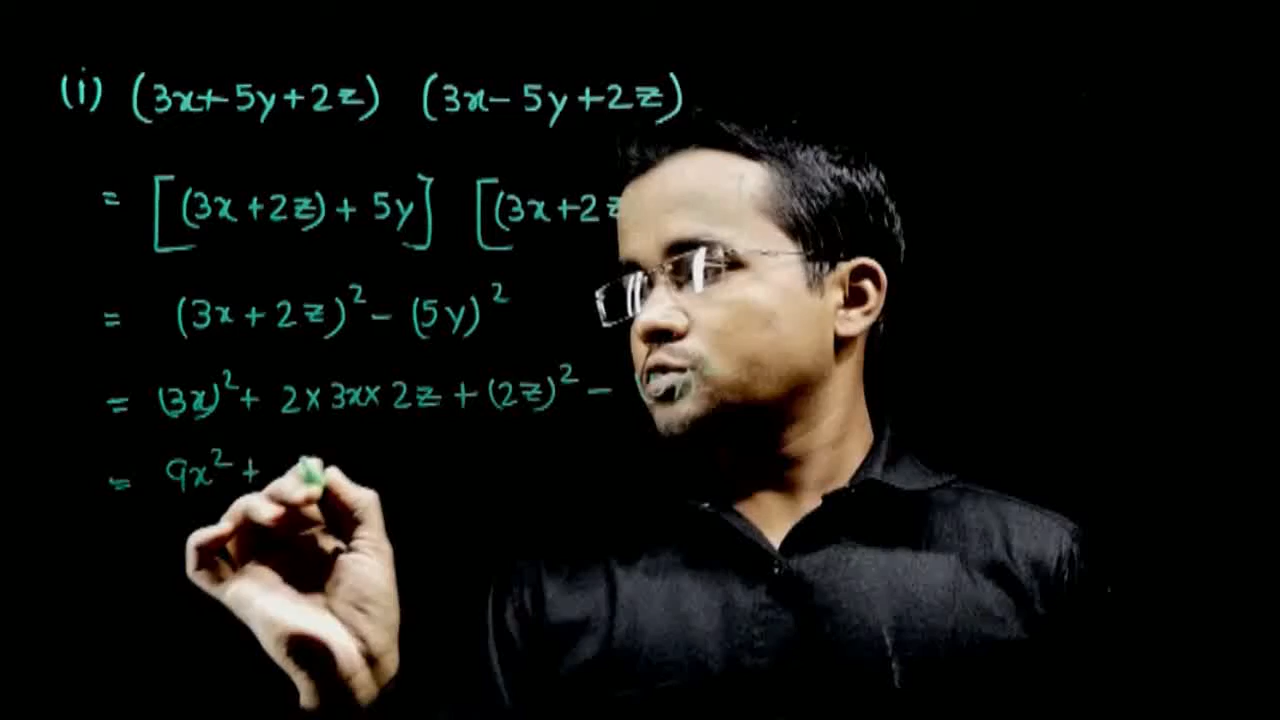 (i) (3x+5y+2z) (3x-5y+2z)
= [(3x+2z)+5y] [(3x+2z
= (3x+2z)² - (5y)²
= (3x)² + 2×3x×2z + (2z)² -
= 9x² +